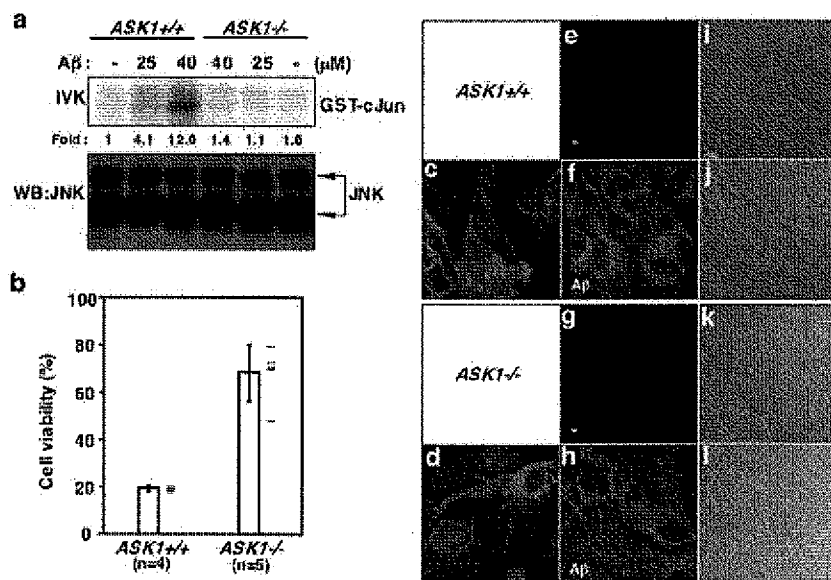 a
ASK1+/+ ASK1-/-
Aβ: - 25 40 40 25 - (μM)
IVK GST-cJun
Fold: 1 4.1 12.0 1.4 1.1 1.0
WB:JNK JNK
b
Cell viability (%)
100
80
60
40
20
0
ASK1+/+ ASK1-/-
(n=4) (n=5)
ASK1+/+ e i
c f j
Aβ
ASK1-/- g k
d h l
Aβ